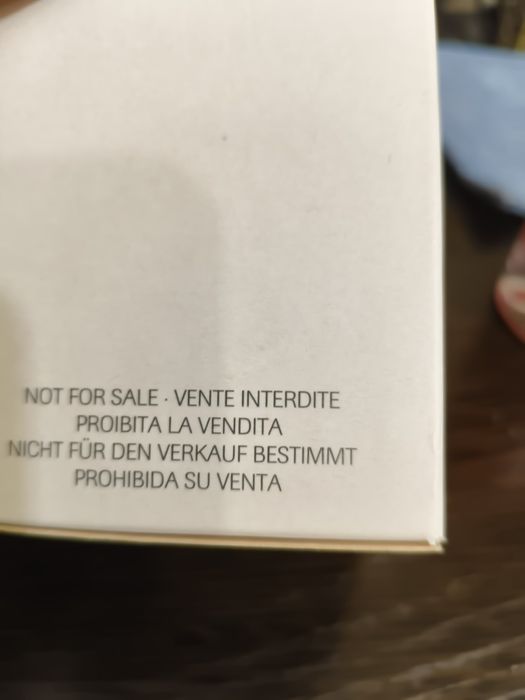 NOT FOR SALE · VENTE INTERDITE
PROIBITA LA VENDITA
NICHT FÜR DEN VERKAUF BESTIMMT
PROHIBIDA SU VENTA